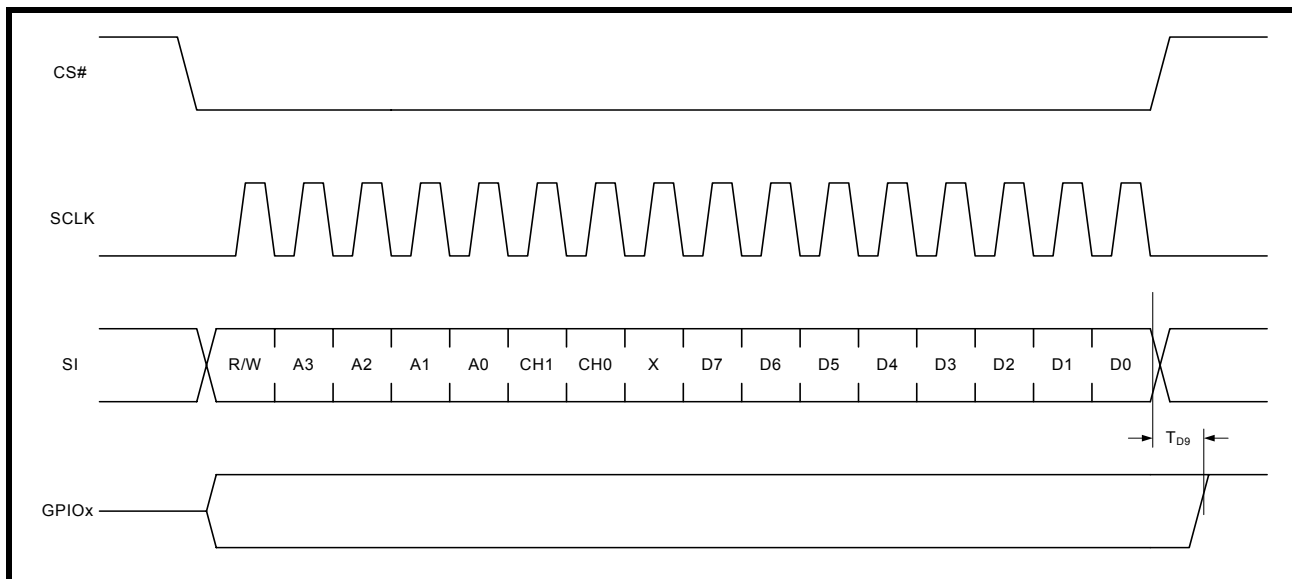 CS#
SCLK
SI R/W A3 A2 A1 A0 CH1 CH0 X D7 D6 D5 D4 D3 D2 D1 D0
TD9
GPIOx